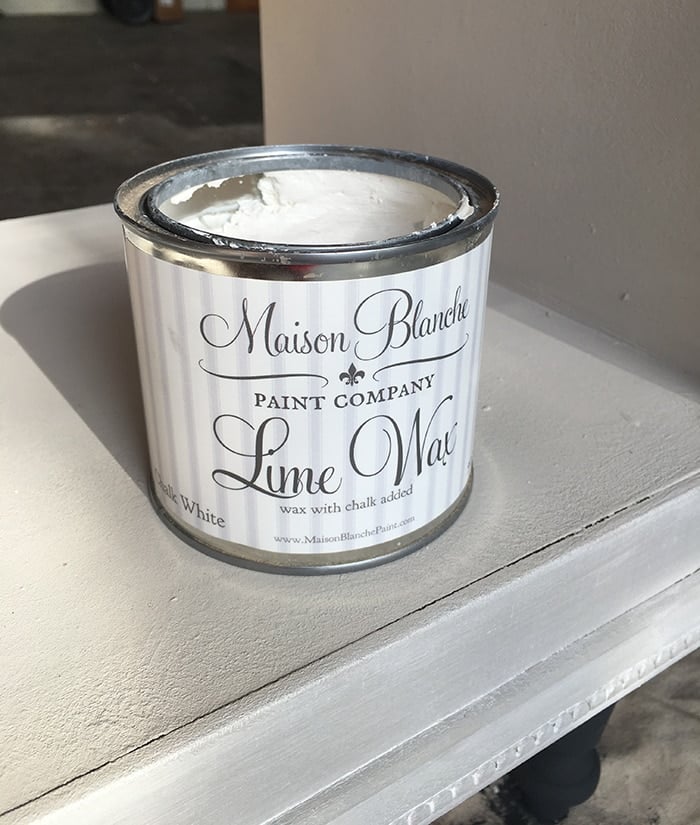 Maison Blanche
PAINT COMPANY
Lime Wax
wax with chalk added
Chalk White
www.MaisonBlanchePaint.com